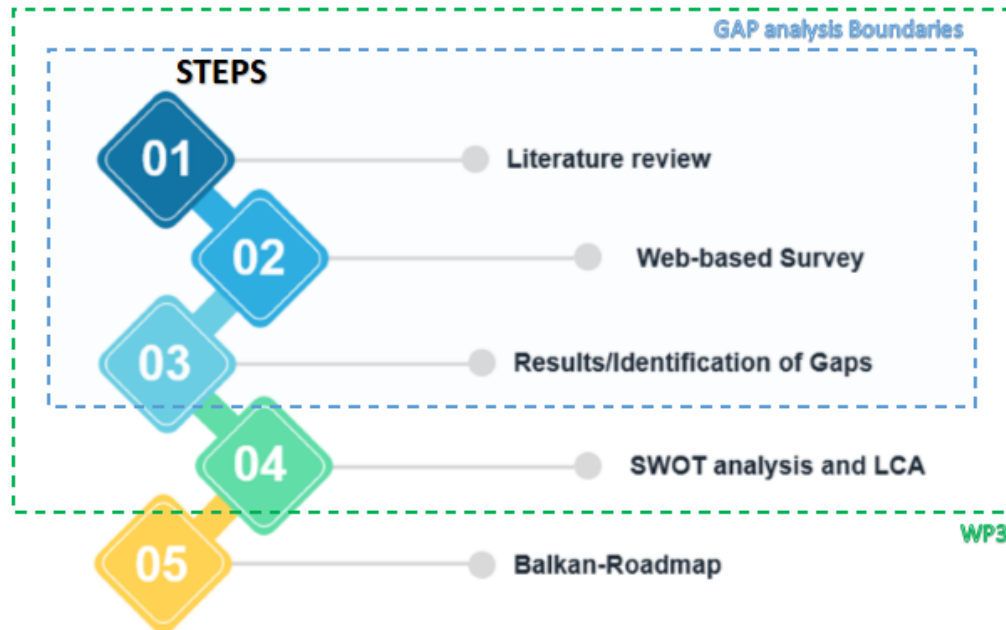 GAP analysis Boundaries
STEPS
01 Literature review
02 Web-based Survey
03 Results/Identification of Gaps
04 SWOT analysis and LCA
WP3
05 Balkan-Roadmap